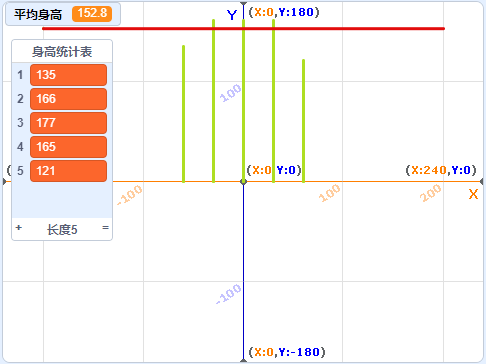 平均身高 152.8
Y (X:0,Y:180)
身高统计表
1 135
2 166
3 177
4 165
5 121
+ 长度5 =
100
(
(X:0,Y:0)
(X:240,Y:0)
-100
100
200
X
-100
(X:0,Y:-180)